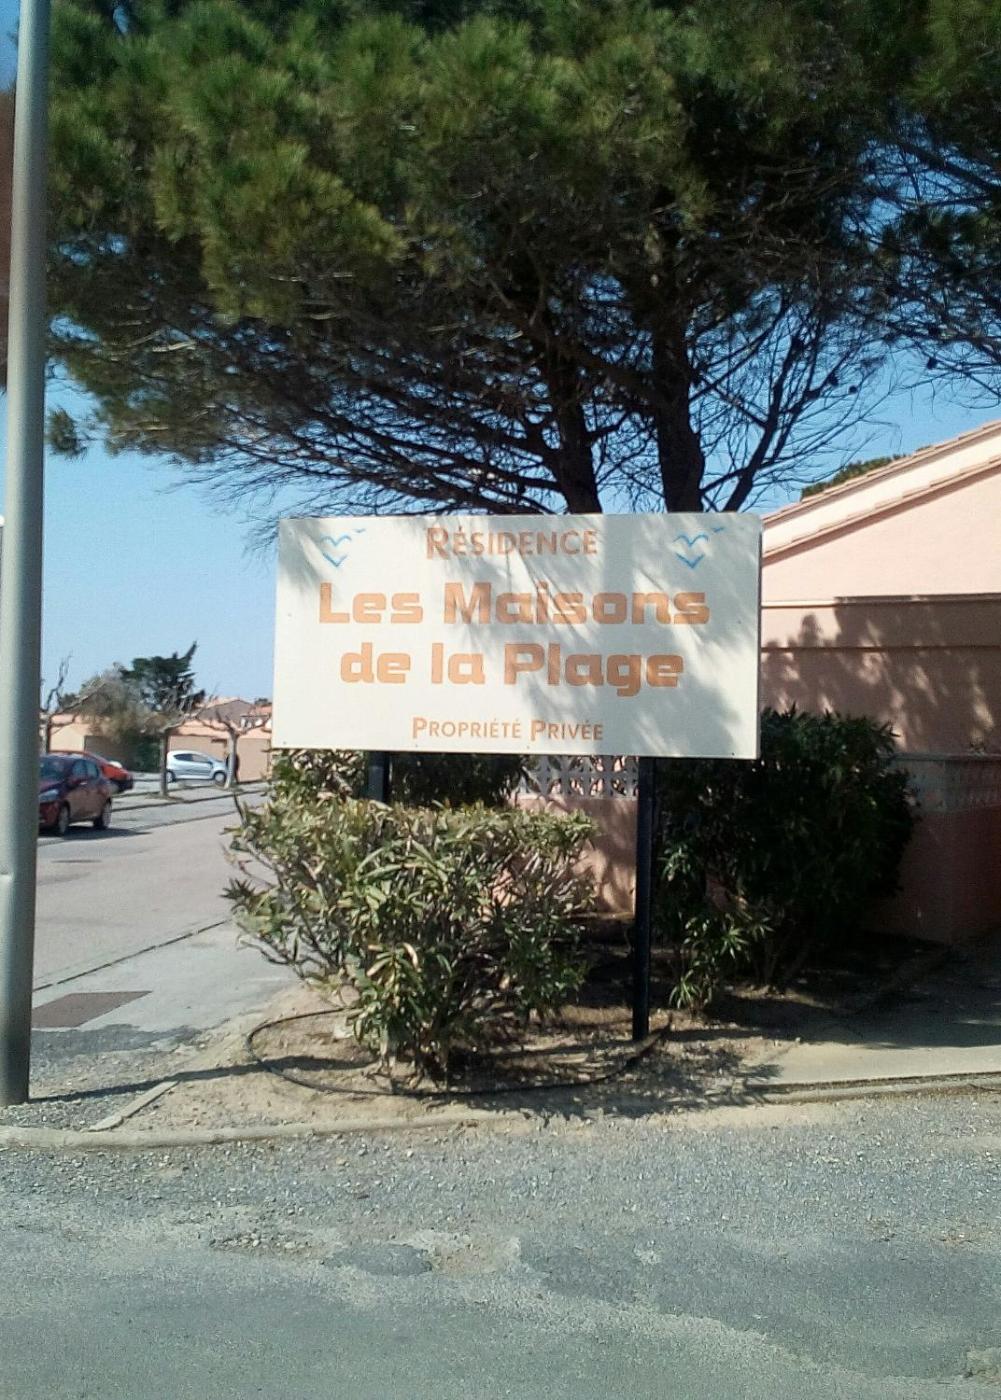 RÉSIDENCE
Les Maisons
de la Plage
PROPRIÉTÉ PRIVÉE